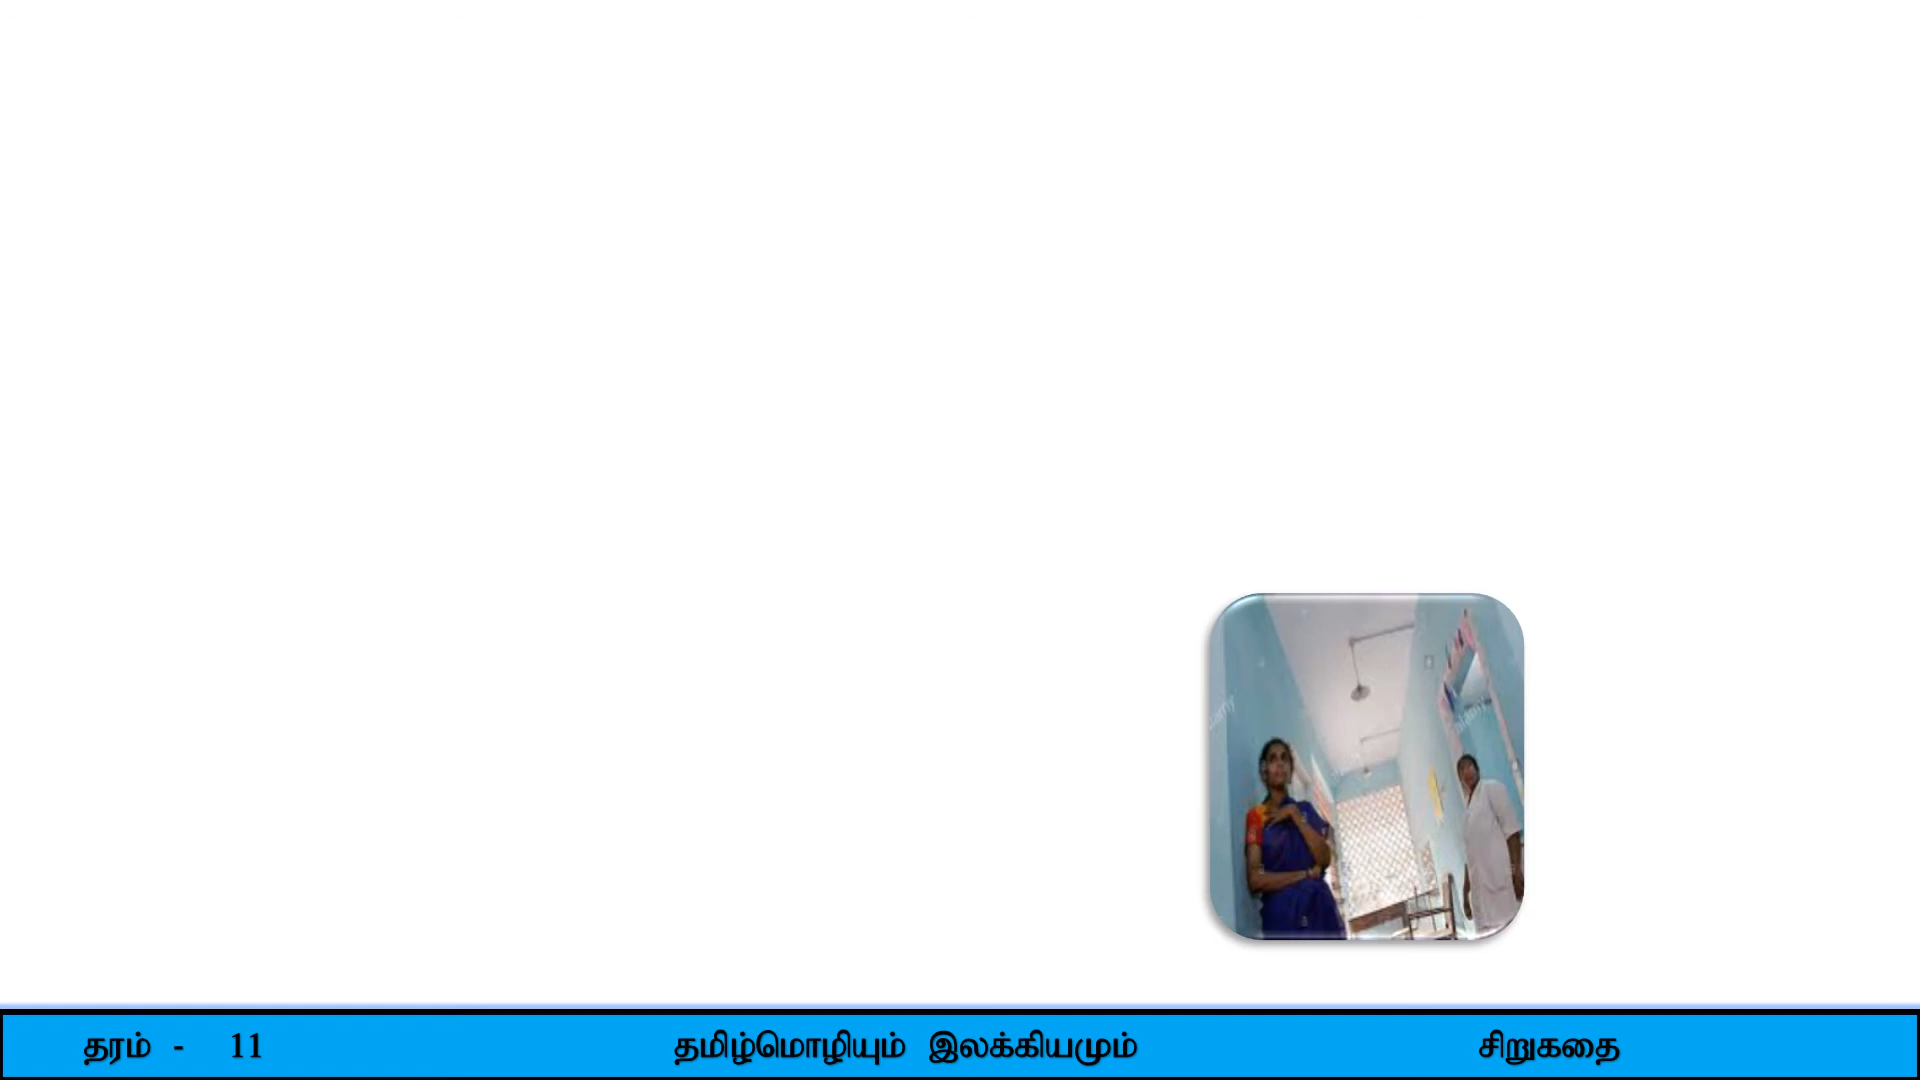 தரம் - 11 தமிழ்மொழியும் இலக்கியமும் சிறுகதை